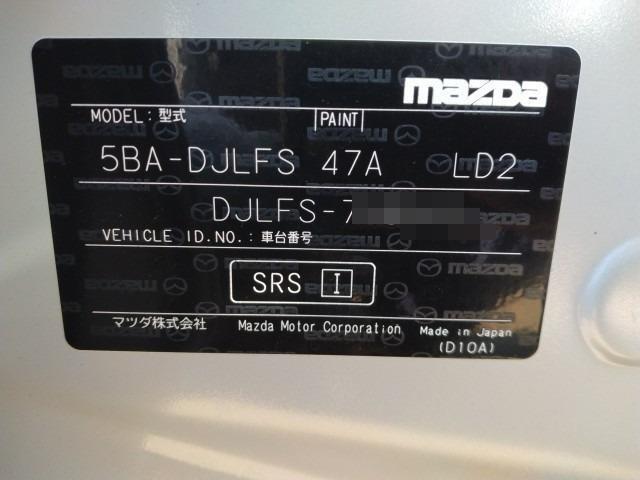 mazda
MODEL: 型式 PAINT
5BA-DJLFS 47A LD2
DJLFS-7
VEHICLE ID.NO.: 車台番号
SRS I
マツダ株式会社 Mazda Motor Corporation Made in Japan
(D10A)